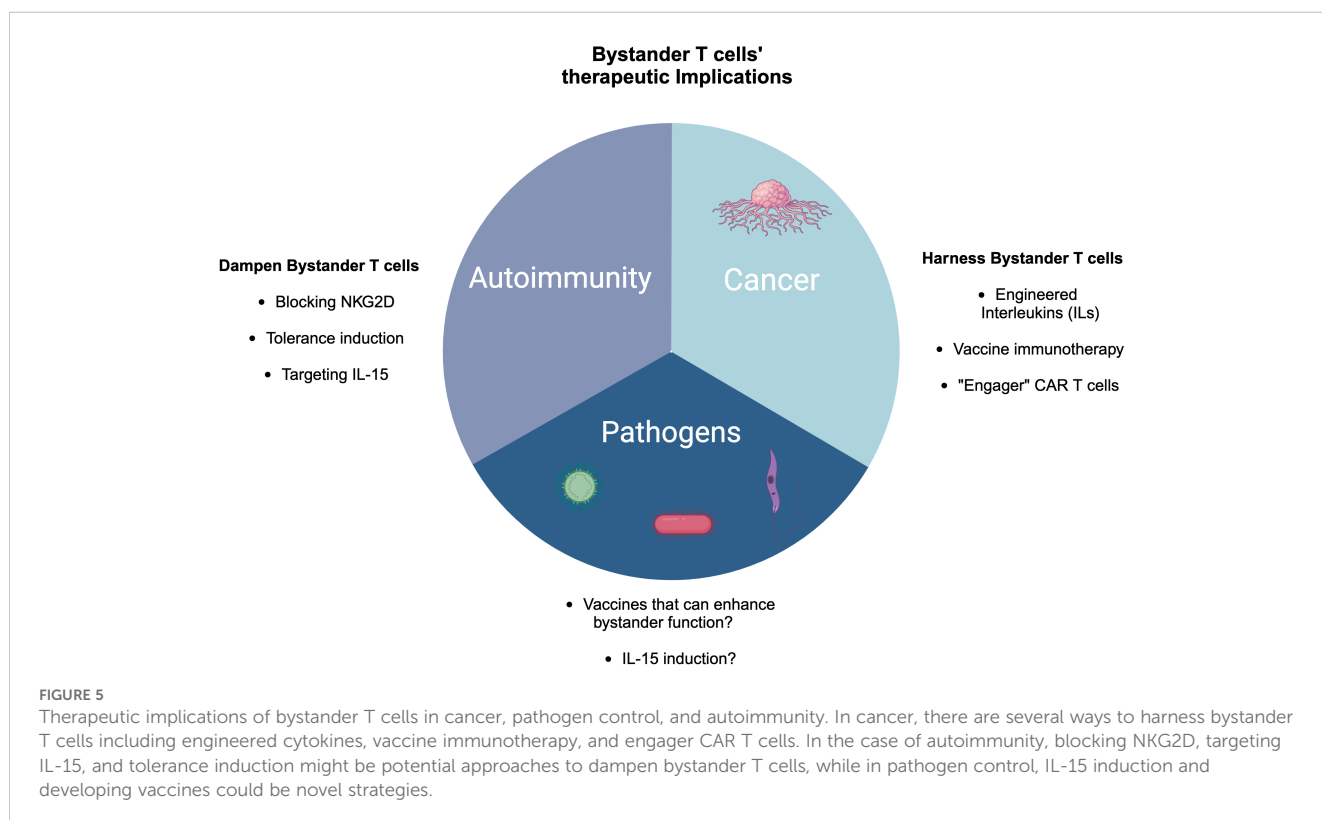 Bystander T cells'
therapeutic Implications
Autoimmunity
Cancer
Pathogens
Dampen Bystander T cells
• Blocking NKG2D
• Tolerance induction
• Targeting IL-15
Harness Bystander T cells
• Engineered
Interleukins (ILs)
• Vaccine immunotherapy
• "Engager" CAR T cells
• Vaccines that can enhance
bystander function?
• IL-15 induction?
FIGURE 5
Therapeutic implications of bystander T cells in cancer, pathogen control, and autoimmunity. In cancer, there are several ways to harness bystander
T cells including engineered cytokines, vaccine immunotherapy, and engager CAR T cells. In the case of autoimmunity, blocking NKG2D, targeting
IL-15, and tolerance induction might be potential approaches to dampen bystander T cells, while in pathogen control, IL-15 induction and
developing vaccines could be novel strategies.